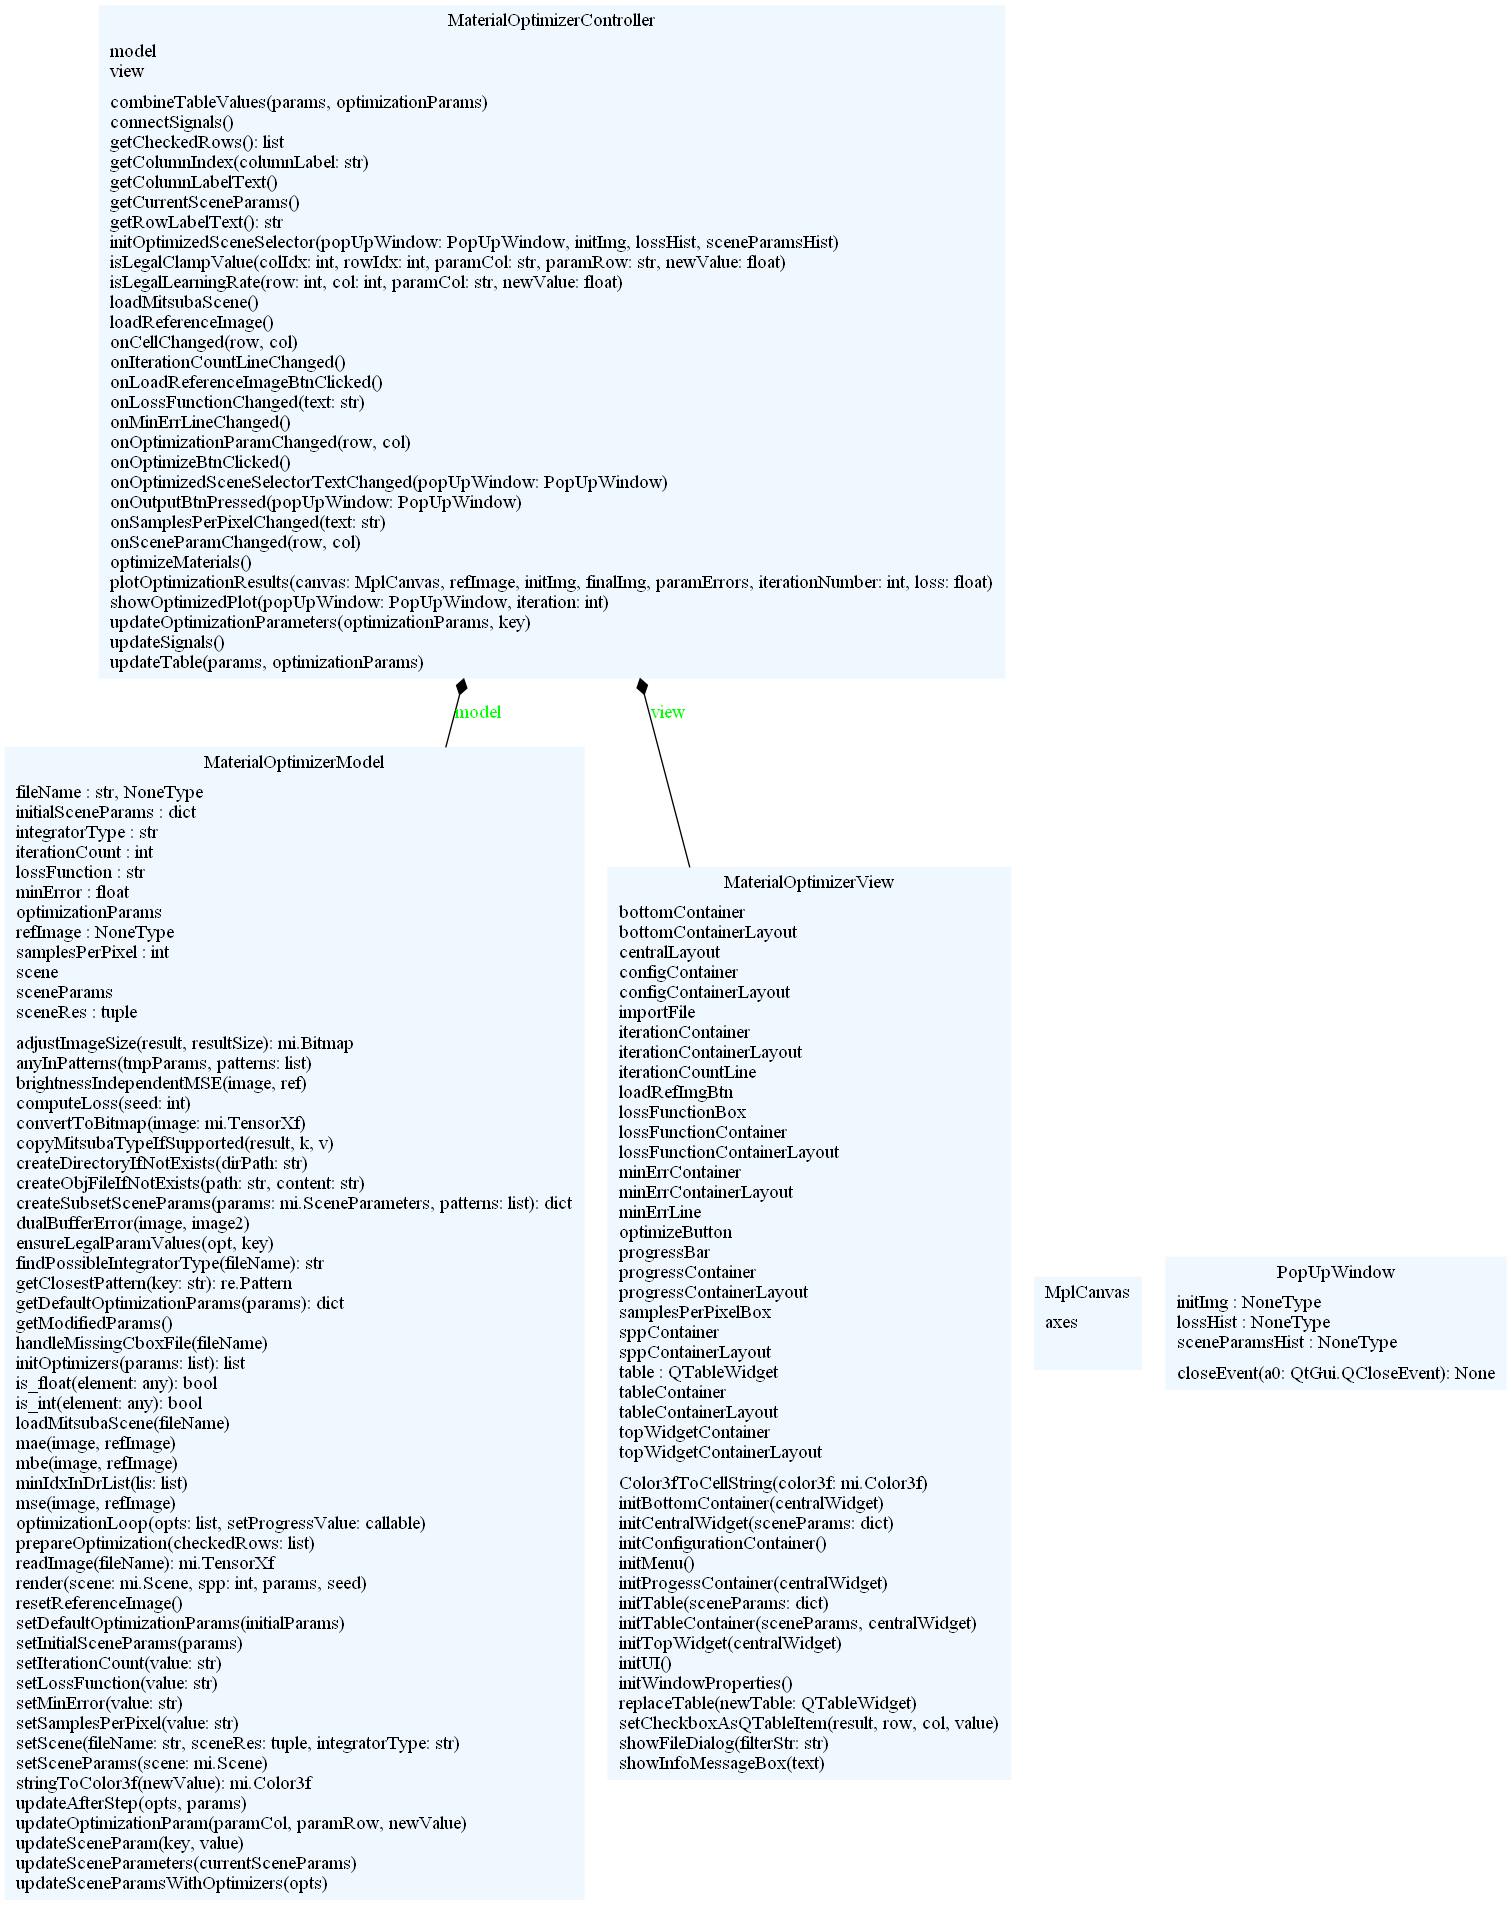 MaterialOptimizerController
model
view
combineTableValues(params, optimizationParams)
connectSignals()
getCheckedRows(): list
getColumnIndex(columnLabel: str)
getColumnLabelText()
getCurrentSceneParams()
getRowLabelText(): str
initOptimizedSceneSelector(popUpWindow: PopUpWindow, initImg, lossHist, sceneParamsHist)
isLegalClampValue(colIdx: int, rowIdx: int, paramCol: str, paramRow: str, newValue: float)
isLegalLearningRate(row: int, col: int, paramCol: str, newValue: float)
loadMitsubaScene()
loadReferenceImage()
onCellChanged(row, col)
onIterationCountLineChanged()
onLoadReferenceImageBtnClicked()
onLossFunctionChanged(text: str)
onMinErrLineChanged()
onOptimizationParamChanged(row, col)
onOptimizeBtnClicked()
onOptimizedSceneSelectorTextChanged(popUpWindow: PopUpWindow)
onOutputBtnPressed(popUpWindow: PopUpWindow)
onSamplesPerPixelChanged(text: str)
onSceneParamChanged(row, col)
optimizeMaterials()
plotOptimizationResults(canvas: MplCanvas, refImage, initImg, finalImg, paramErrors, iterationNumber: int, loss: float)
showOptimizedPlot(popUpWindow: PopUpWindow, iteration: int)
updateOptimizationParameters(optimizationParams, key)
updateSignals()
updateTable(params, optimizationParams)
model
view
MaterialOptimizerModel
fileName : str, NoneType
initialSceneParams : dict
integratorType : str
iterationCount : int
lossFunction : str
minError : float
optimizationParams
refImage : NoneType
samplesPerPixel : int
scene
sceneParams
sceneRes : tuple
adjustImageSize(result, resultSize): mi.Bitmap
anyInPatterns(tmpParams, patterns: list)
brightnessIndependentMSE(image, ref)
computeLoss(seed: int)
convertToBitmap(image: mi.TensorXf)
copyMitsubaTypeIfSupported(result, k, v)
createDirectoryIfNotExists(dirPath: str)
createObjFileIfNotExists(path: str, content: str)
createSubsetSceneParams(params: mi.SceneParameters, patterns: list): dict
dualBufferError(image, image2)
ensureLegalParamValues(opt, key)
findPossibleIntegratorType(fileName): str
getClosestPattern(key: str): re.Pattern
getDefaultOptimizationParams(params): dict
getModifiedParams()
handleMissingCboxFile(fileName)
initOptimizers(params: list): list
is_float(element: any): bool
is_int(element: any): bool
loadMitsubaScene(fileName)
mae(image, refImage)
mbe(image, refImage)
minIdxInDrList(lis: list)
mse(image, refImage)
optimizationLoop(opts: list, setProgressValue: callable)
prepareOptimization(checkedRows: list)
readImage(fileName): mi.TensorXf
render(scene: mi.Scene, spp: int, params, seed)
resetReferenceImage()
setDefaultOptimizationParams(initialParams)
setInitialSceneParams(params)
setIterationCount(value: str)
setLossFunction(value: str)
setMinError(value: str)
setSamplesPerPixel(value: str)
setScene(fileName: str, sceneRes: tuple, integratorType: str)
setSceneParams(scene: mi.Scene)
stringToColor3f(newValue): mi.Color3f
updateAfterStep(opts, params)
updateOptimizationParam(paramCol, paramRow, newValue)
updateSceneParam(key, value)
updateSceneParameters(currentSceneParams)
updateSceneParamsWithOptimizers(opts)
MaterialOptimizerView
bottomContainer
bottomContainerLayout
centralLayout
configContainer
configContainerLayout
importFile
iterationContainer
iterationContainerLayout
iterationCountLine
loadRefImgBtn
lossFunctionBox
lossFunctionContainer
lossFunctionContainerLayout
minErrContainer
minErrContainerLayout
minErrLine
optimizeButton
progressBar
progressContainer
progressContainerLayout
samplesPerPixelBox
sppContainer
sppContainerLayout
table : QTableWidget
tableContainer
tableContainerLayout
topWidgetContainer
topWidgetContainerLayout
Color3fToCellString(color3f: mi.Color3f)
initBottomContainer(centralWidget)
initCentralWidget(sceneParams: dict)
initConfigurationContainer()
initMenu()
initProgessContainer(centralWidget)
initTable(sceneParams: dict)
initTableContainer(sceneParams, centralWidget)
initTopWidget(centralWidget)
initUI()
initWindowProperties()
replaceTable(newTable: QTableWidget)
setCheckboxAsQTableItem(result, row, col, value)
showFileDialog(filterStr: str)
showInfoMessageBox(text)
MplCanvas
axes
PopUpWindow
initImg : NoneType
lossHist : NoneType
sceneParamsHist : NoneType
closeEvent(a0: QtGui.QCloseEvent): None